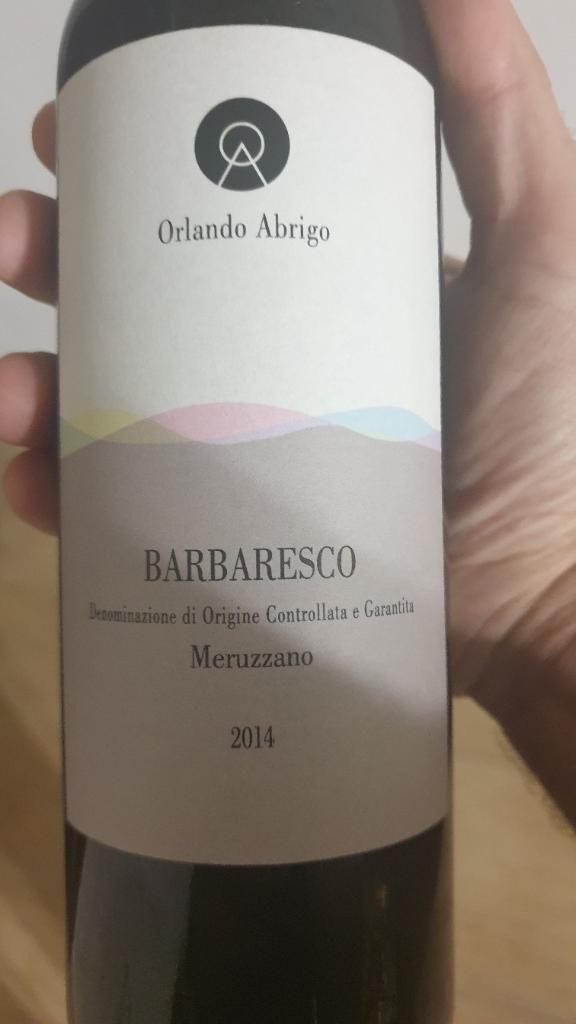 Orlando Abrigo
BARBARESCO
Denominazione di Origine Controllata e Garantita
Meruzzano
2014